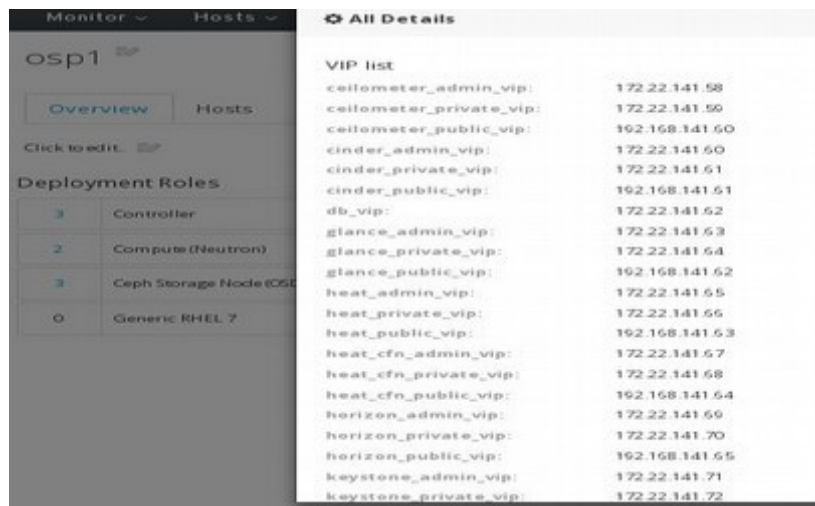 Monitor Hosts
osp1
Overview Hosts
Click to edit.
Deployment Roles
3 Controller
2 Compute (Neutron)
3 Ceph Storage Node (OSD
0 Generic RHEL 7
All Details
VIP list
ceilometer_admin_vip: 172.22.141.58
ceilometer_private_vip: 172.22.141.59
ceilometer_public_vip: 192.168.141.60
cinder_admin_vip: 172.22.141.60
cinder_private_vip: 172.22.141.61
cinder_public_vip: 192.168.141.61
db_vip: 172.22.141.62
glance_admin_vip: 172.22.141.63
glance_private_vip: 172.22.141.64
glance_public_vip: 192.168.141.62
heat_admin_vip: 172.22.141.65
heat_private_vip: 172.22.141.66
heat_public_vip: 192.168.141.63
heat_cfn_admin_vip: 172.22.141.67
heat_cfn_private_vip: 172.22.141.68
heat_cfn_public_vip: 192.168.141.64
horizon_admin_vip: 172.22.141.69
horizon_private_vip: 172.22.141.70
horizon_public_vip: 192.168.141.65
keystone_admin_vip: 172.22.141.71
keystone_private_vip: 172.22.141.72